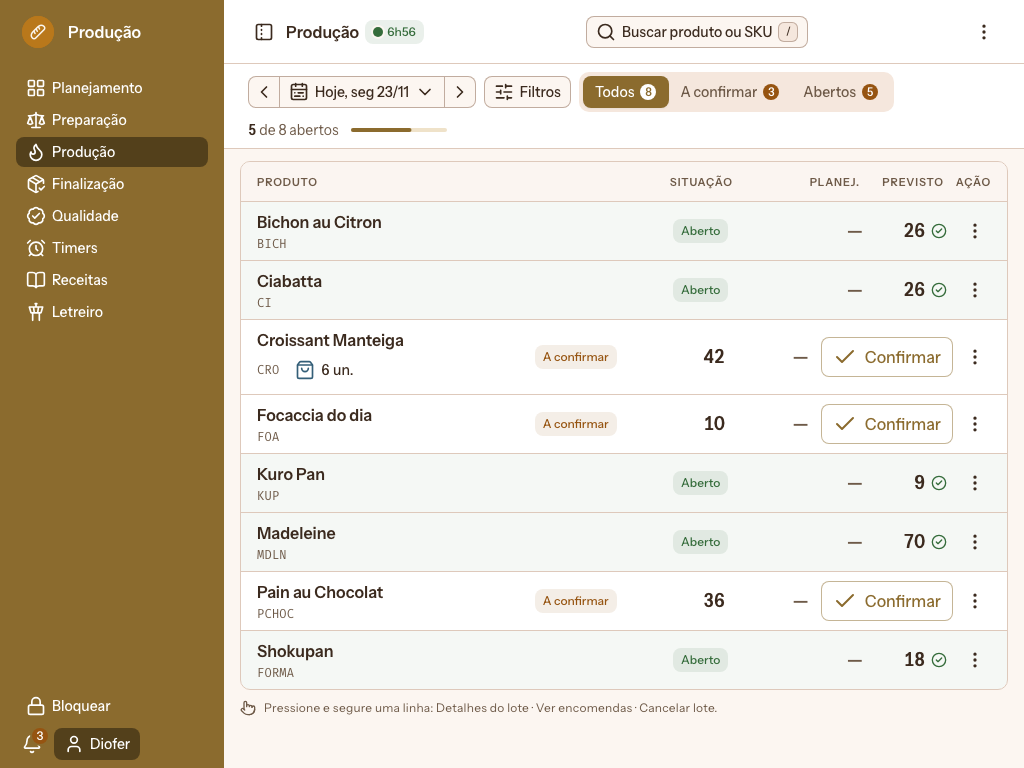 Produção
Planejamento
Preparação
Produção
Finalização
Qualidade
Timers
Receitas
Letreiro
Bloquear
3
Diofer
Produção 6h56
Buscar produto ou SKU /
Hoje, seg 23/11
Filtros
Todos 8
A confirmar 3
Abertos 5
5 de 8 abertos
PRODUTO SITUAÇÃO PLANEJ. PREVISTO AÇÃO
Bichon au Citron
BICH
Aberto — 26
Ciabatta
CI
Aberto — 26
Croissant Manteiga
CRO 6 un.
A confirmar 42 — Confirmar
Focaccia do dia
FOA
A confirmar 10 — Confirmar
Kuro Pan
KUP
Aberto — 9
Madeleine
MDLN
Aberto — 70
Pain au Chocolat
PCHOC
A confirmar 36 — Confirmar
Shokupan
FORMA
Aberto — 18
Pressione e segure uma linha: Detalhes do lote · Ver encomendas · Cancelar lote.